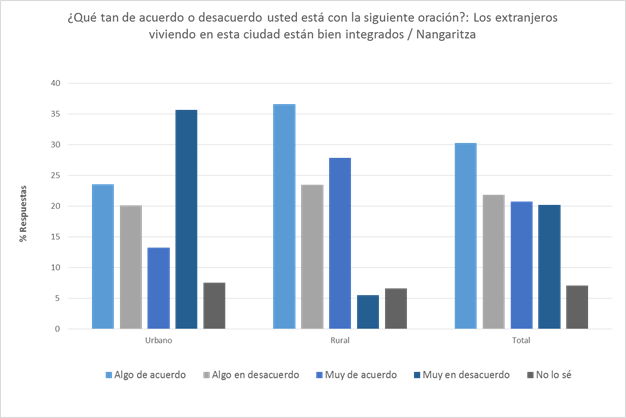 ¿Qué tan de acuerdo o desacuerdo usted está con la siguiente oración?: Los extranjeros
viviendo en esta ciudad están bien integrados / Nangaritza
40
35
30
25
20
15
10
5
0
% Respuestas
Urbano Rural Total
Algo de acuerdo Algo en desacuerdo Muy de acuerdo Muy en desacuerdo No lo sé